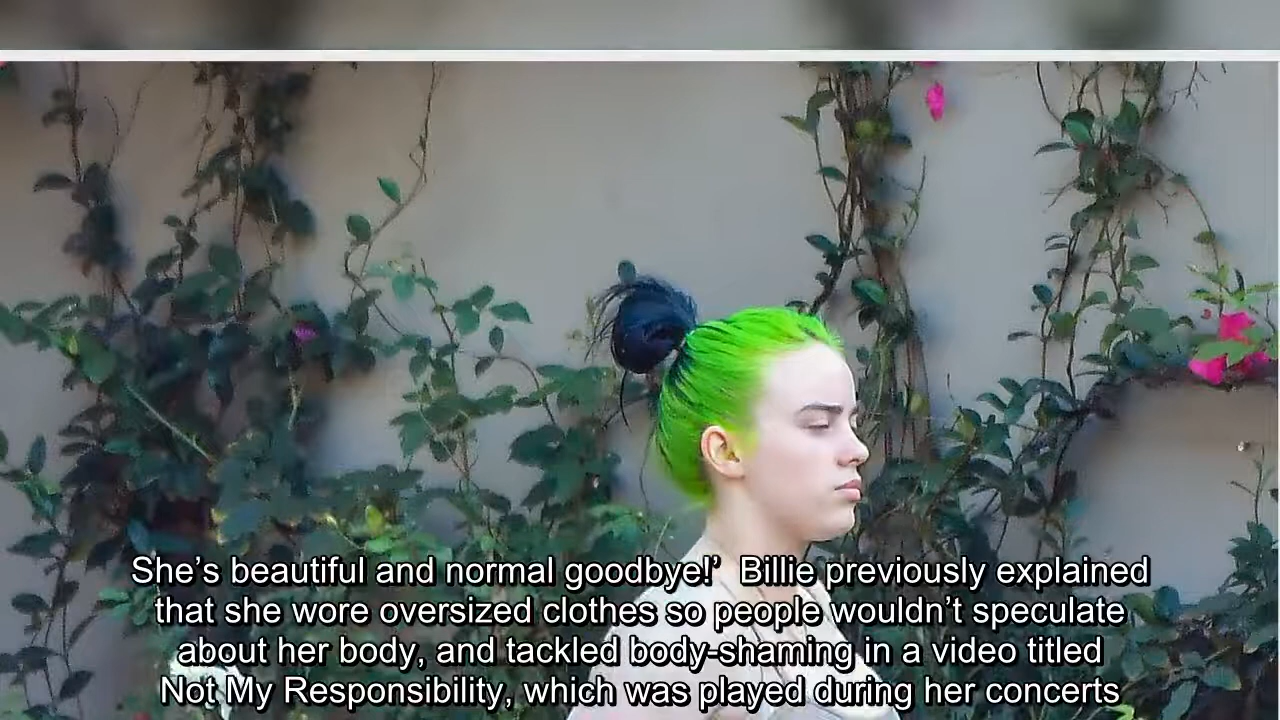 She’s beautiful and normal goodbye!’  Billie previously explained
that she wore oversized clothes so people wouldn’t speculate
about her body, and tackled body-shaming in a video titled
Not My Responsibility, which was played during her concerts